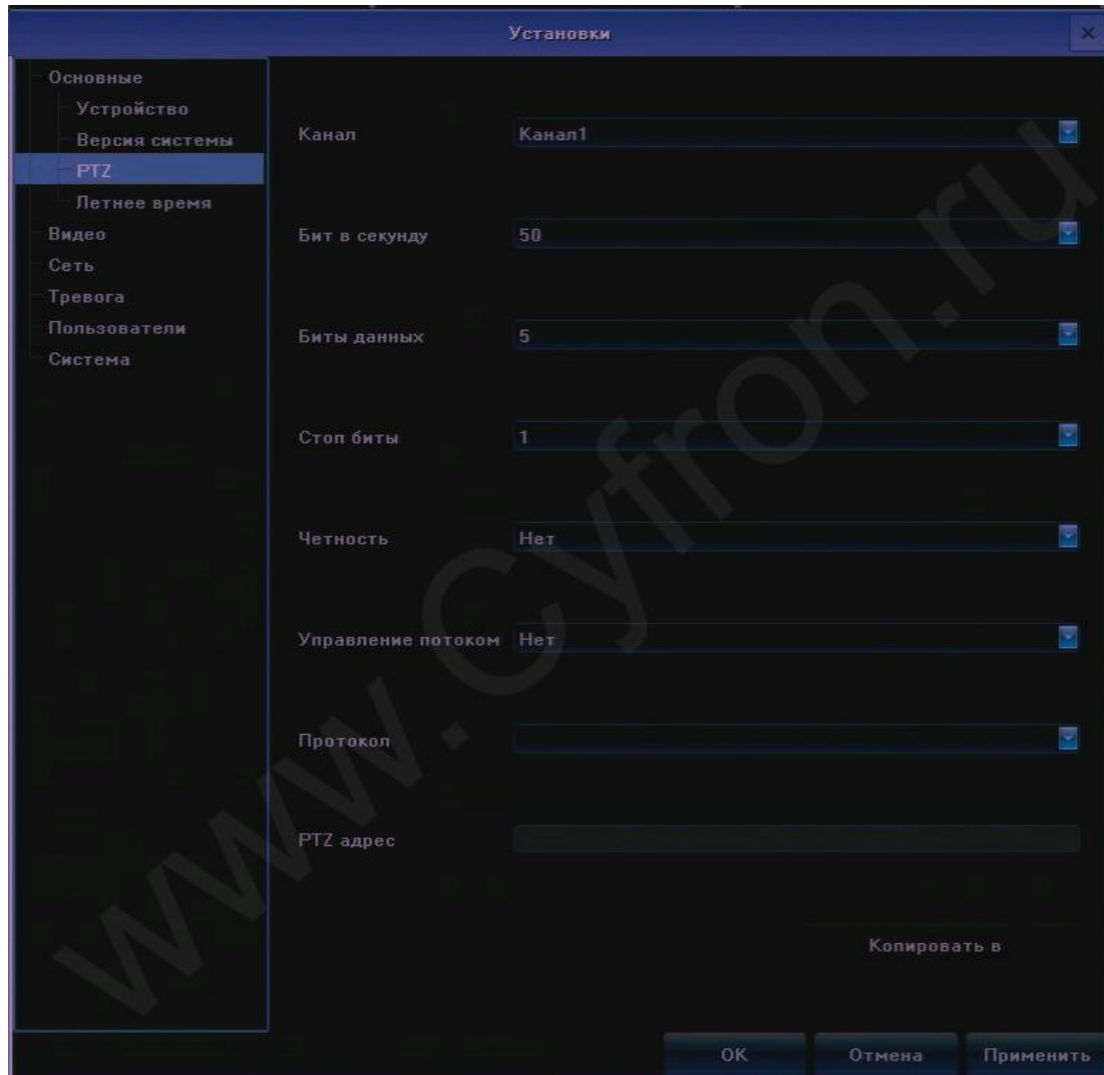 Установки
Основные
Устройство
Версия системы
PTZ
Летнее время
Видео
Сеть
Тревога
Пользователи
Система
Канал Канал1
Бит в секунду 50
Биты данных 5
Стоп биты 1
Четность Нет
Управление потоком Нет
Протокол
PTZ адрес
Копировать в
OK Отмена Применить
www.Cyfron.ru